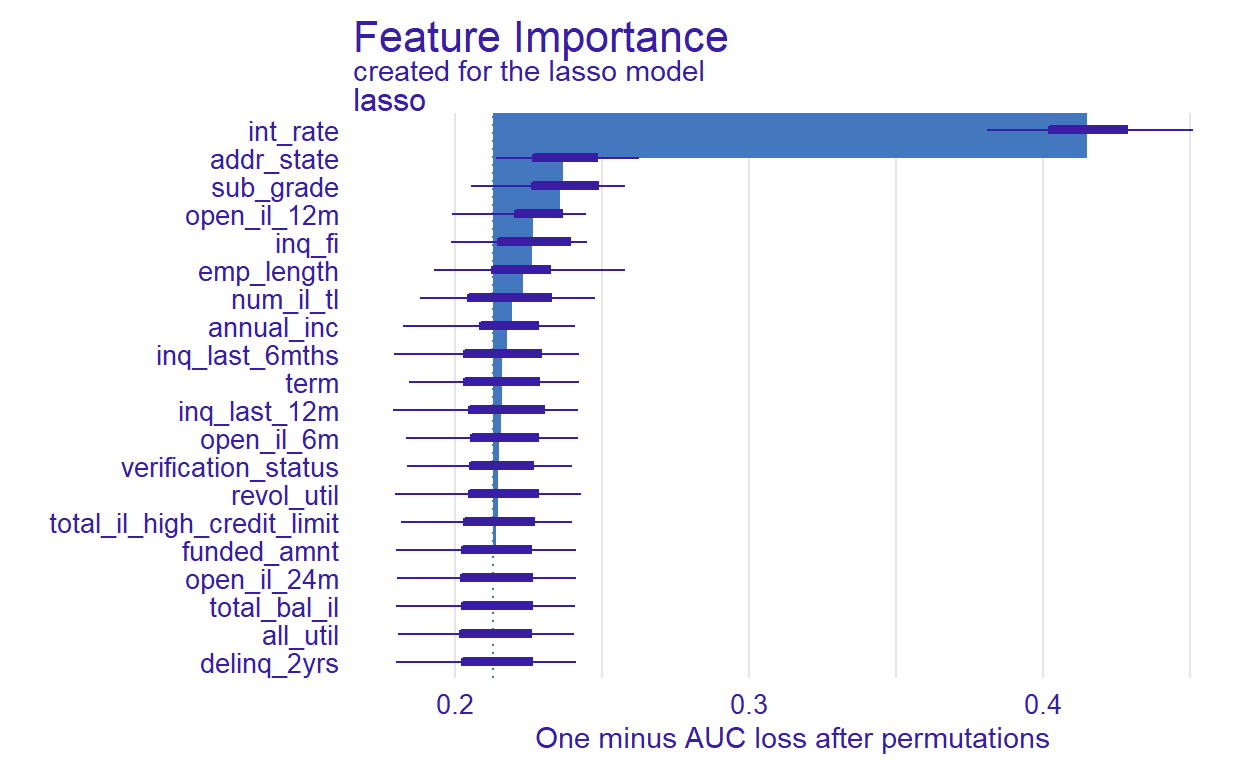 Feature Importance
created for the lasso model
lasso
int_rate
addr_state
sub_grade
open_il_12m
inq_fi
emp_length
num_il_tl
annual_inc
inq_last_6mths
term
inq_last_12m
open_il_6m
verification_status
revol_util
total_il_high_credit_limit
funded_amnt
open_il_24m
total_bal_il
all_util
delinq_2yrs
0.2 0.3 0.4
One minus AUC loss after permutations